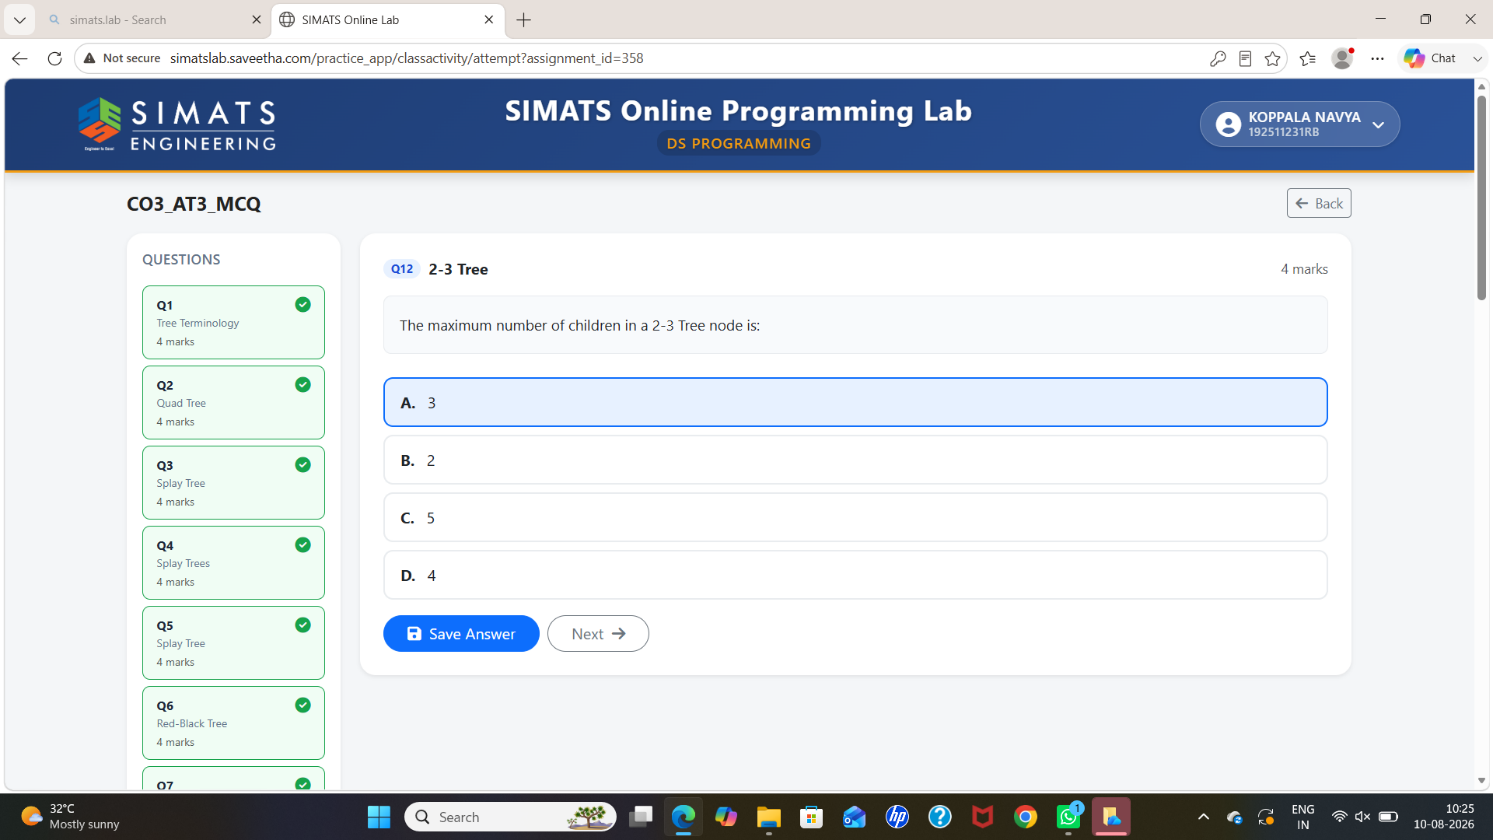 simats.lab - Search
SIMATS Online Lab
Not secure simatslab.saveetha.com/practice_app/classactivity/attempt?assignment_id=358
Chat
SIMATS
ENGINEERING
SIMATS Online Programming Lab
DS PROGRAMMING
KOPPALA NAVYA
192511231RB
CO3_AT3_MCQ
Back
QUESTIONS
Q1
Tree Terminology
4 marks
Q2
Quad Tree
4 marks
Q3
Splay Tree
4 marks
Q4
Splay Trees
4 marks
Q5
Splay Tree
4 marks
Q6
Red-Black Tree
4 marks
Q7
Q12 2-3 Tree
4 marks
The maximum number of children in a 2-3 Tree node is:
A. 3
B. 2
C. 5
D. 4
Save Answer
Next
32°C
Mostly sunny
Search
hp
1
ENG
IN
10:25
10-08-2026